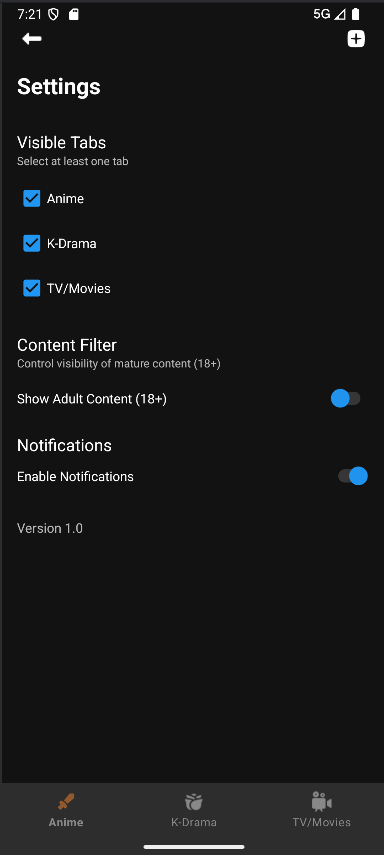 7:21
5G
Settings
Visible Tabs
Select at least one tab
Anime
K-Drama
TV/Movies
Content Filter
Control visibility of mature content (18+)
Show Adult Content (18+)
Notifications
Enable Notifications
Version 1.0
Anime
K-Drama
TV/Movies